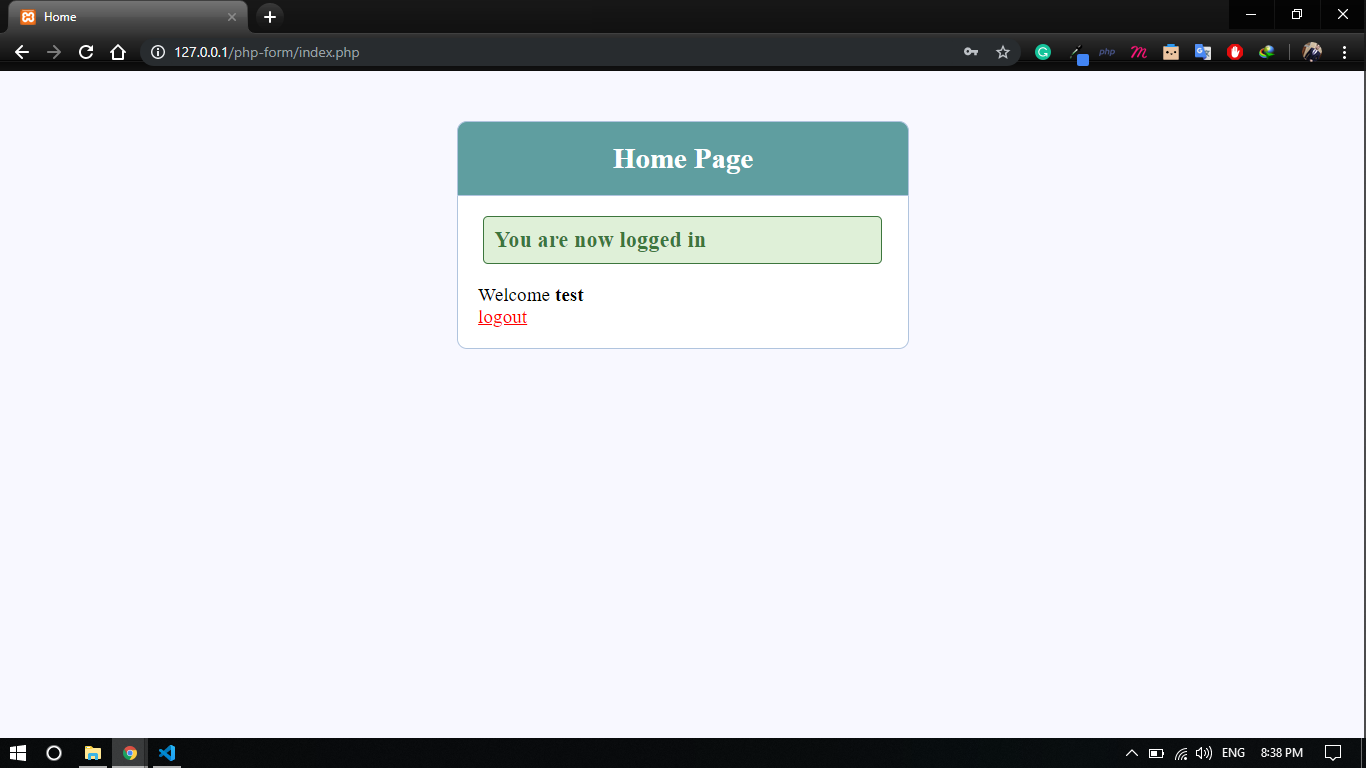 Home
127.0.0.1/php-form/index.php
php
Home Page
You are now logged in
Welcome test
logout
ENG
8:38 PM